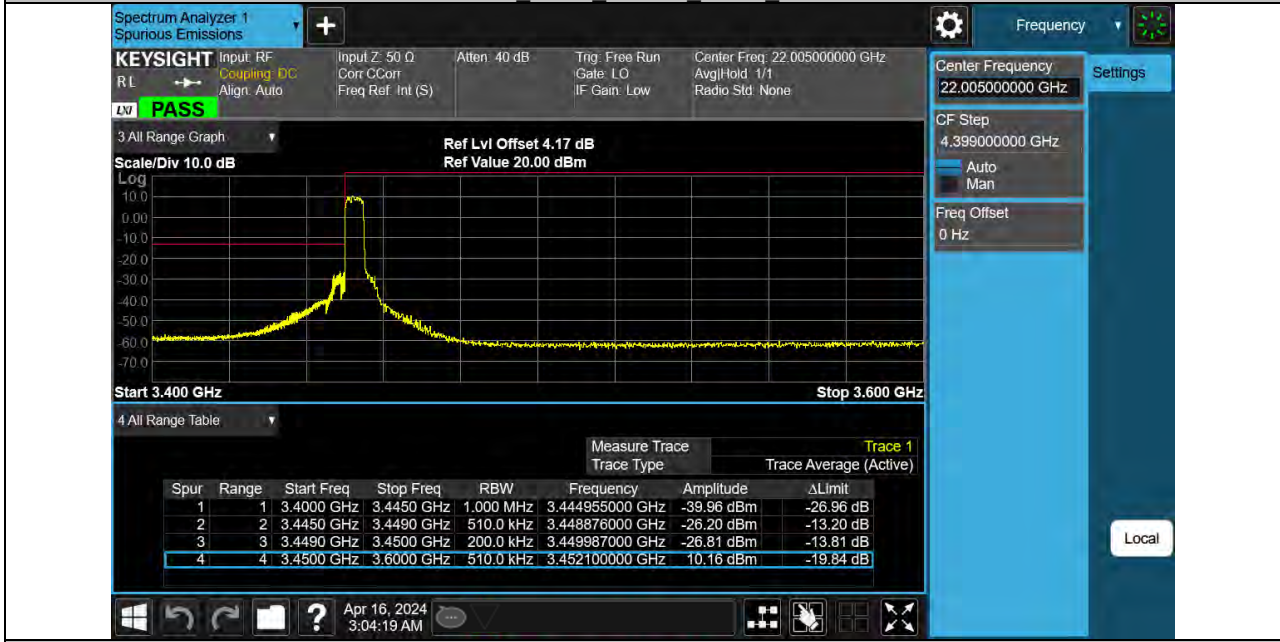 Spectrum Analyzer 1
Spurious Emissions
+
Frequency
KEYSIGHT Input: RF Input Z: 50 Ω Atten: 40 dB Trig: Free Run Center Freq: 22.005000000 GHz
RL Coupling: DC Corr CCorr Gate: LO Avg|Hold: 1/1
Align: Auto Freq Ref: Int (S) IF Gain: Low Radio Std: None
LXI PASS
Center Frequency
22.005000000 GHz
Settings
CF Step
4.399000000 GHz
Auto
Man
Freq Offset
0 Hz
3 All Range Graph
Ref Lvl Offset 4.17 dB
Scale/Div 10.0 dB Ref Value 20.00 dBm
Log
10.0
0.00
-10.0
-20.0
-30.0
-40.0
-50.0
-60.0
-70.0
Start 3.400 GHz Stop 3.600 GHz
4 All Range Table
Measure Trace Trace 1
Trace Type Trace Average (Active)
Spur Range Start Freq Stop Freq RBW Frequency Amplitude ΔLimit
1 1 3.4000 GHz 3.4450 GHz 1.000 MHz 3.444955000 GHz -39.96 dBm -26.96 dB
2 2 3.4450 GHz 3.4490 GHz 510.0 kHz 3.448876000 GHz -26.20 dBm -13.20 dB
3 3 3.4490 GHz 3.4500 GHz 200.0 kHz 3.449987000 GHz -26.81 dBm -13.81 dB
4 4 3.4500 GHz 3.6000 GHz 510.0 kHz 3.452100000 GHz 10.16 dBm -19.84 dB
Local
? Apr 16, 2024
3:04:19 AM